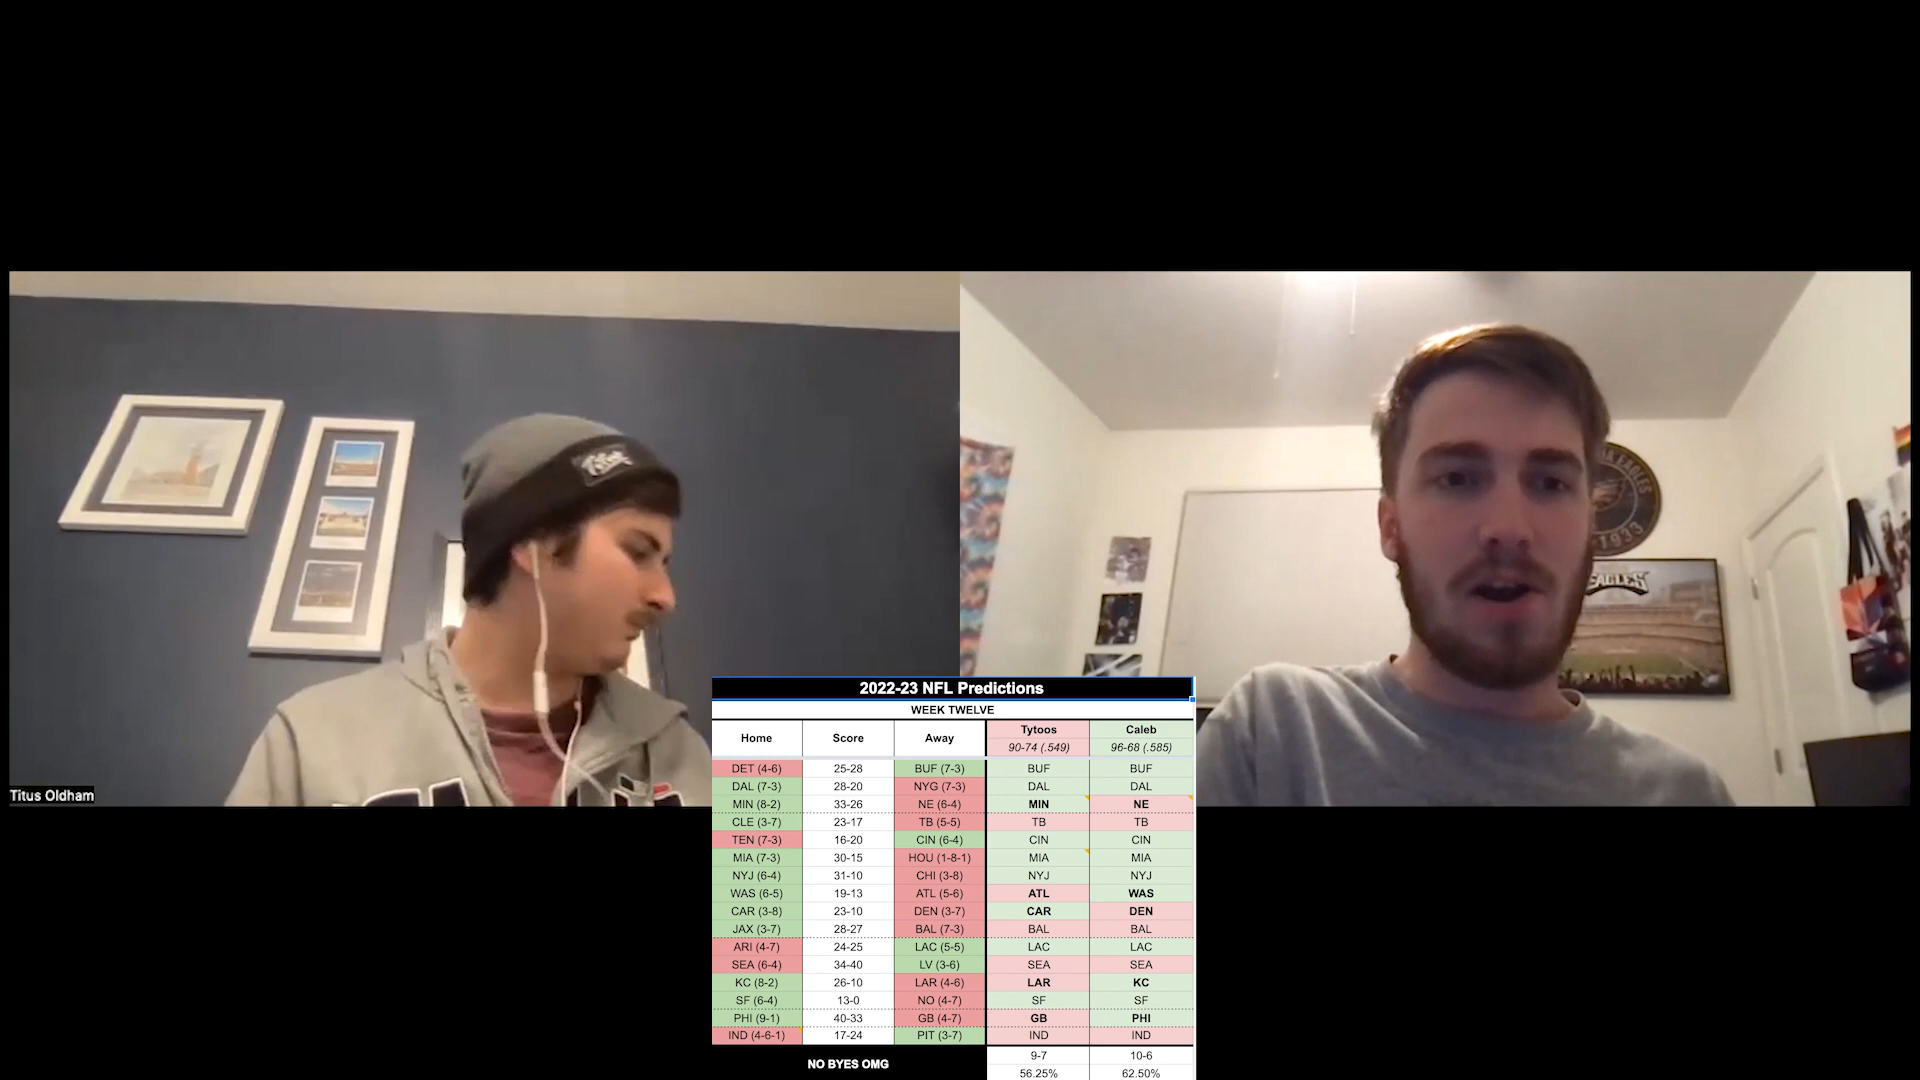 AK EAGLES
1933
EAGLES
Titus Oldham
2022-23 NFL Predictions
WEEK TWELVE
Home Score Away Tytoos Caleb
90-74 (.549) 96-68 (.585)
DET (4-6) 25-28 BUF (7-3) BUF BUF
DAL (7-3) 28-20 NYG (7-3) DAL DAL
MIN (8-2) 33-26 NE (6-4) MIN NE
CLE (3-7) 23-17 TB (5-5) TB TB
TEN (7-3) 16-20 CIN (6-4) CIN CIN
MIA (7-3) 30-15 HOU (1-8-1) MIA MIA
NYJ (6-4) 31-10 CHI (3-8) NYJ NYJ
WAS (6-5) 19-13 ATL (5-6) ATL WAS
CAR (3-8) 23-10 DEN (3-7) CAR DEN
JAX (3-7) 28-27 BAL (7-3) BAL BAL
ARI (4-7) 24-25 LAC (5-5) LAC LAC
SEA (6-4) 34-40 LV (3-6) SEA SEA
KC (8-2) 26-10 LAR (4-6) LAR KC
SF (6-4) 13-0 NO (4-7) SF SF
PHI (9-1) 40-33 GB (4-7) GB PHI
IND (4-6-1) 17-24 PIT (3-7) IND IND
NO BYES OMG 9-7 10-6
56.25% 62.50%